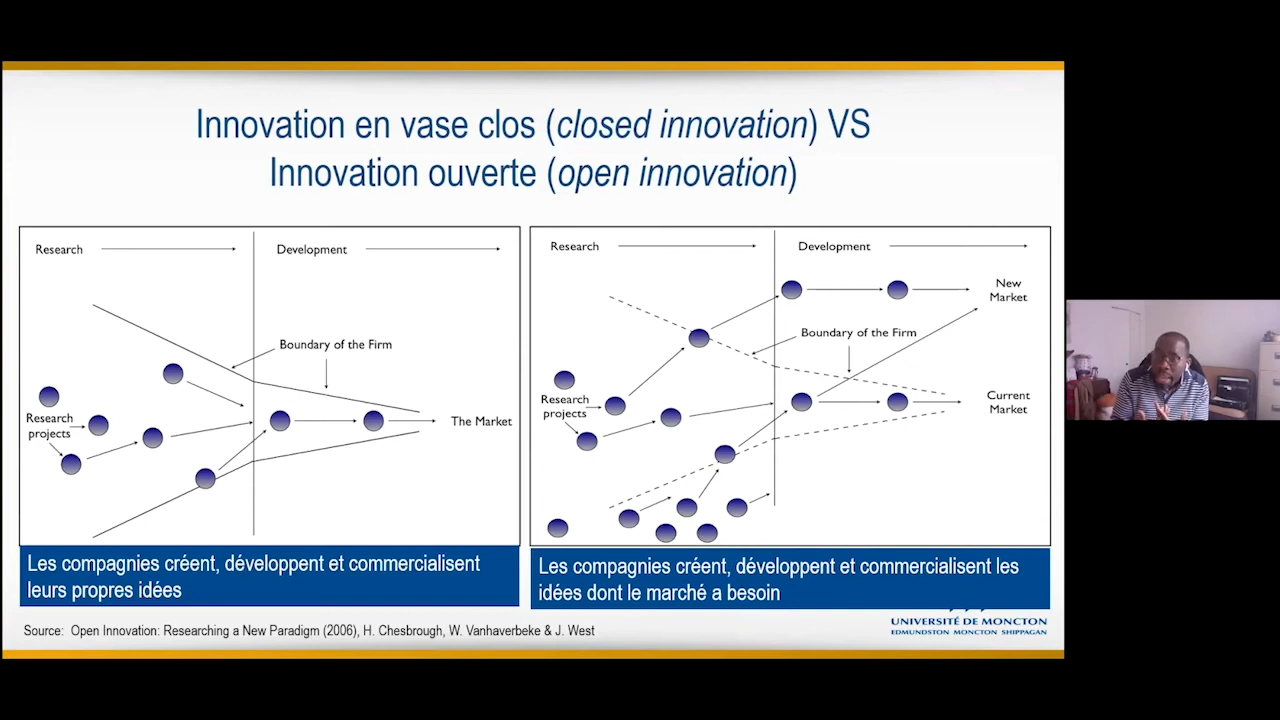 Innovation en vase clos (closed innovation) VS
Innovation ouverte (open innovation)
Research
Development
Boundary of the Firm
Research
projects
The Market
Les compagnies créent, développent et commercialisent
leurs propres idées
Research
Development
New
Market
Boundary of the Firm
Research
projects
Current
Market
Les compagnies créent, développent et commercialisent les
idées dont le marché a besoin
Source: Open Innovation: Researching a New Paradigm (2006), H. Chesbrough, W. Vanhaverbeke & J. West
UNIVERSITÉ DE MONCTON
EDMUNDSTON MONCTON SHIPPAGAN